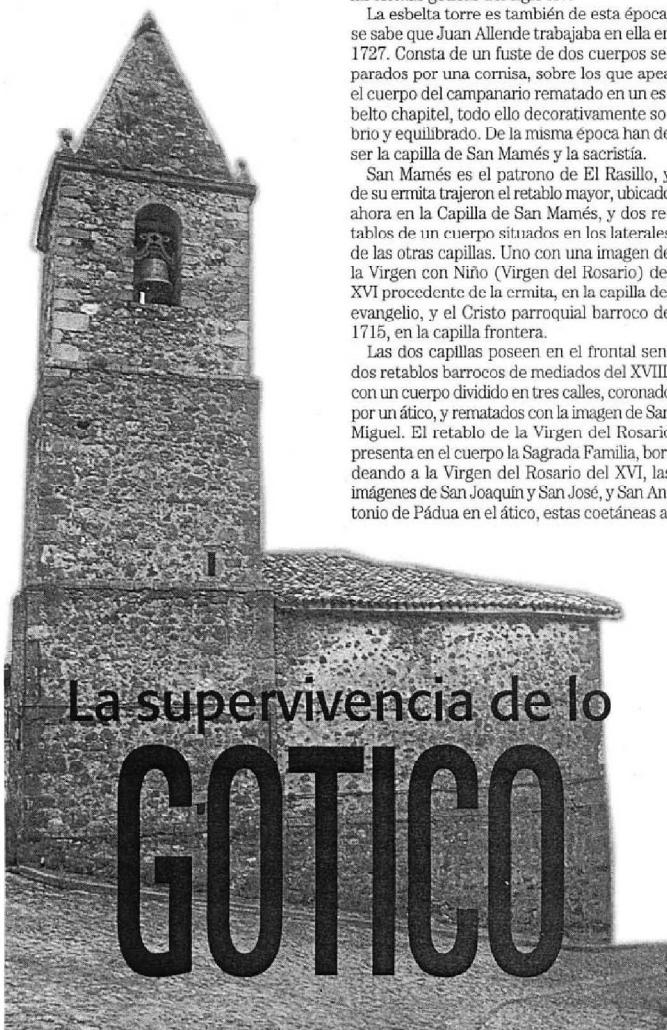 góticas del siglo
La esbelta torre es también de esta época
se sabe que Juan Allende trabajaba en ella en
1727. Consta de un fuste de dos cuerpos se
parados por una cornisa, sobre los que apea
el cuerpo del campanario rematado en un es
belto chapitel, todo ello decorativamente so
brio y equilibrado. De la misma época han de
ser la capilla de San Mamés y la sacristía.
San Mamés es el patrono de El Rasillo, y
de su ermita trajeron el retablo mayor, ubicado
ahora en la Capilla de San Mamés, y dos re
tablos de un cuerpo situados en los laterales
de las otras capillas. Uno con una imagen de
la Virgen con Niño (Virgen del Rosario) de
XVI procedente de la ermita, en la capilla de
evangelio, y el Cristo parroquial barroco de
1715, en la capilla frontera.
Las dos capillas poseen en el frontal sen
dos retablos barrocos de mediados del XVIII
con un cuerpo dividido en tres calles, coronado
por un ático, y rematados con la imagen de San
Miguel. El retablo de la Virgen del Rosario
presenta en el cuerpo la Sagrada Familia, bor
deando a la Virgen del Rosario del XVI, las
imágenes de San Joaquín y San José, y San An
tonio de Pádua en el ático, estas coetáneas a
La supervivencia de lo
GOTICO